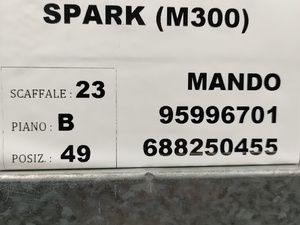 SPARK (M300)
SCAFFALE : 23
PIANO : B
POSIZ. : 49
MANDO
95996701
688250455